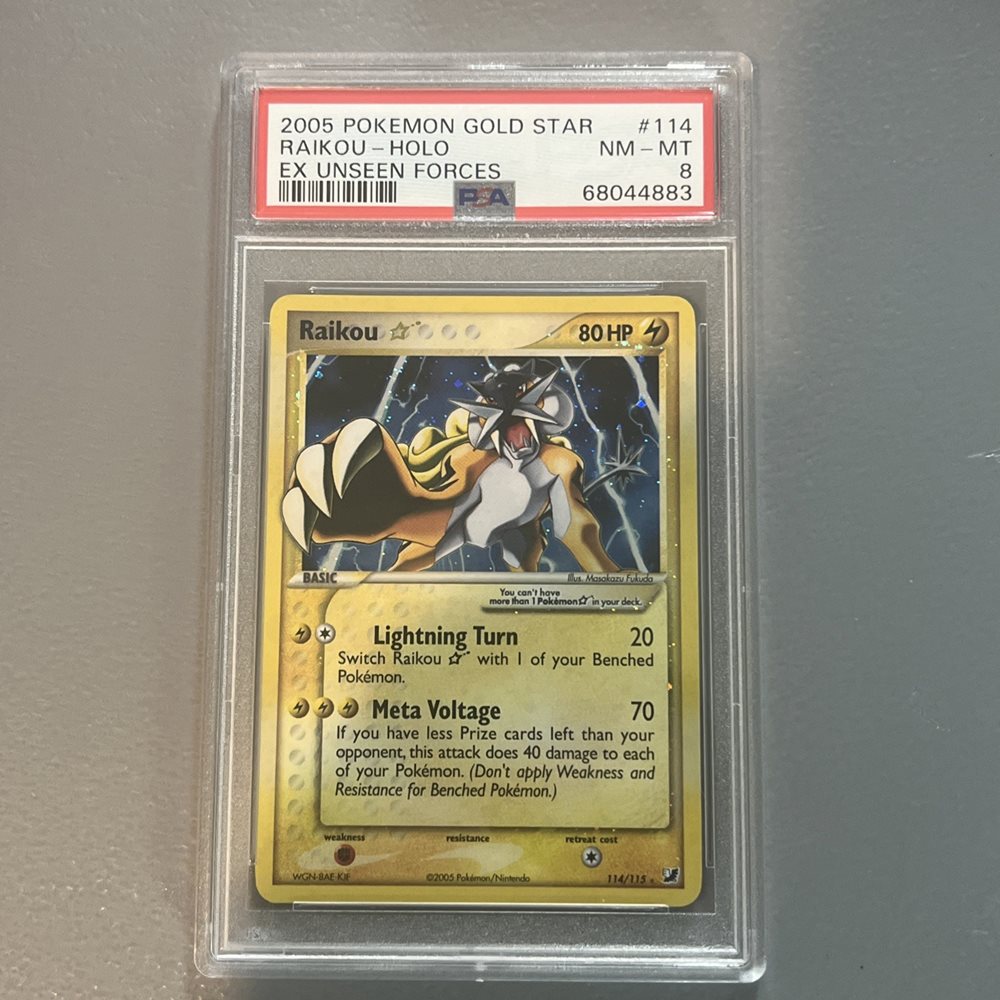 2005 POKEMON GOLD STAR #114
RAIKOU - HOLO NM - MT
EX UNSEEN FORCES 8
PSA 68044883
Raikou ☆ 80 HP
BASIC Illus. Masakazu Fukuda
You can't have
more than 1 Pokémon☆ in your deck.
Lightning Turn 20
Switch Raikou ☆ with 1 of your Benched
Pokémon.
Meta Voltage 70
If you have less Prize cards left than your
opponent, this attack does 40 damage to each
of your Pokémon. (Don't apply Weakness and
Resistance for Benched Pokémon.)
weakness resistance retreat cost
WGN-8AE-KJF ©2005 Pokémon/Nintendo 114/115